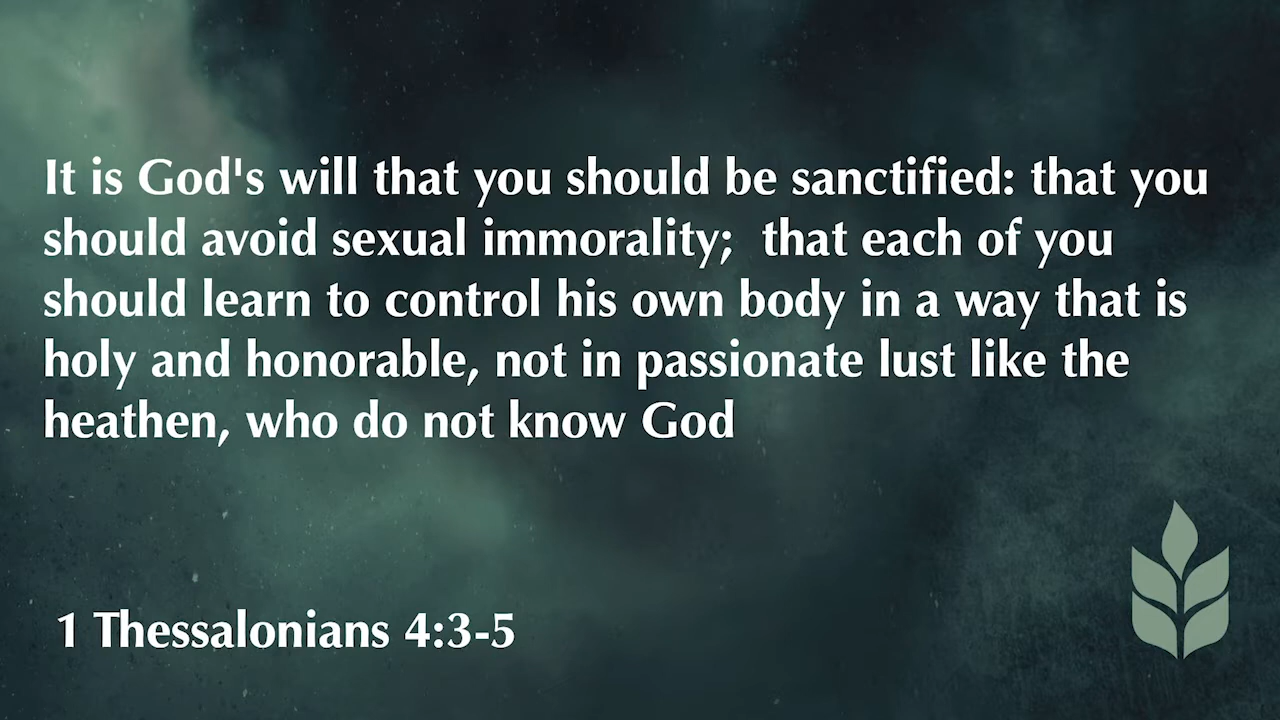 It is God's will that you should be sanctified: that you
should avoid sexual immorality;  that each of you
should learn to control his own body in a way that is
holy and honorable, not in passionate lust like the
heathen, who do not know God
1 Thessalonians 4:3-5